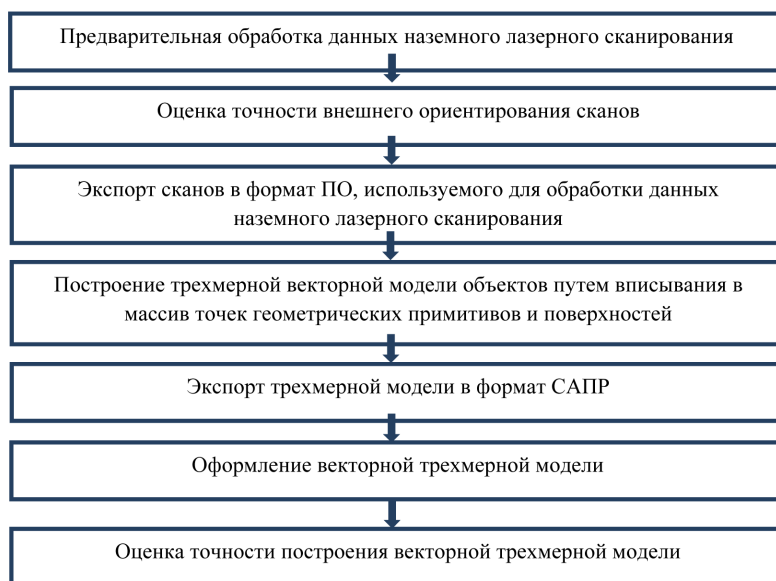 Предварительная обработка данных наземного лазерного сканирования
Оценка точности внешнего ориентирования сканов
Экспорт сканов в формат ПО, используемого для обработки данных
наземного лазерного сканирования
Построение трехмерной векторной модели объектов путем вписывания в
массив точек геометрических примитивов и поверхностей
Экспорт трехмерной модели в формат САПР
Оформление векторной трехмерной модели
Оценка точности построения векторной трехмерной модели